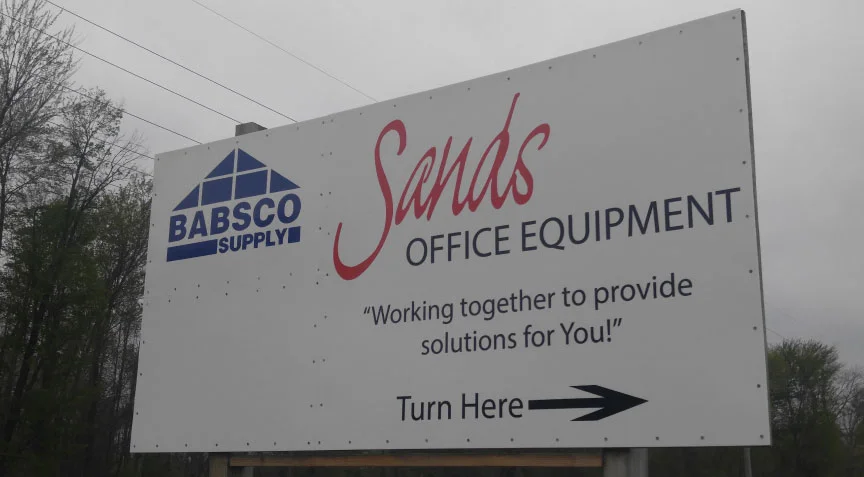 BABSCO
SUPPLY
Sands
OFFICE EQUIPMENT
“Working together to provide
solutions for You!”
Turn Here